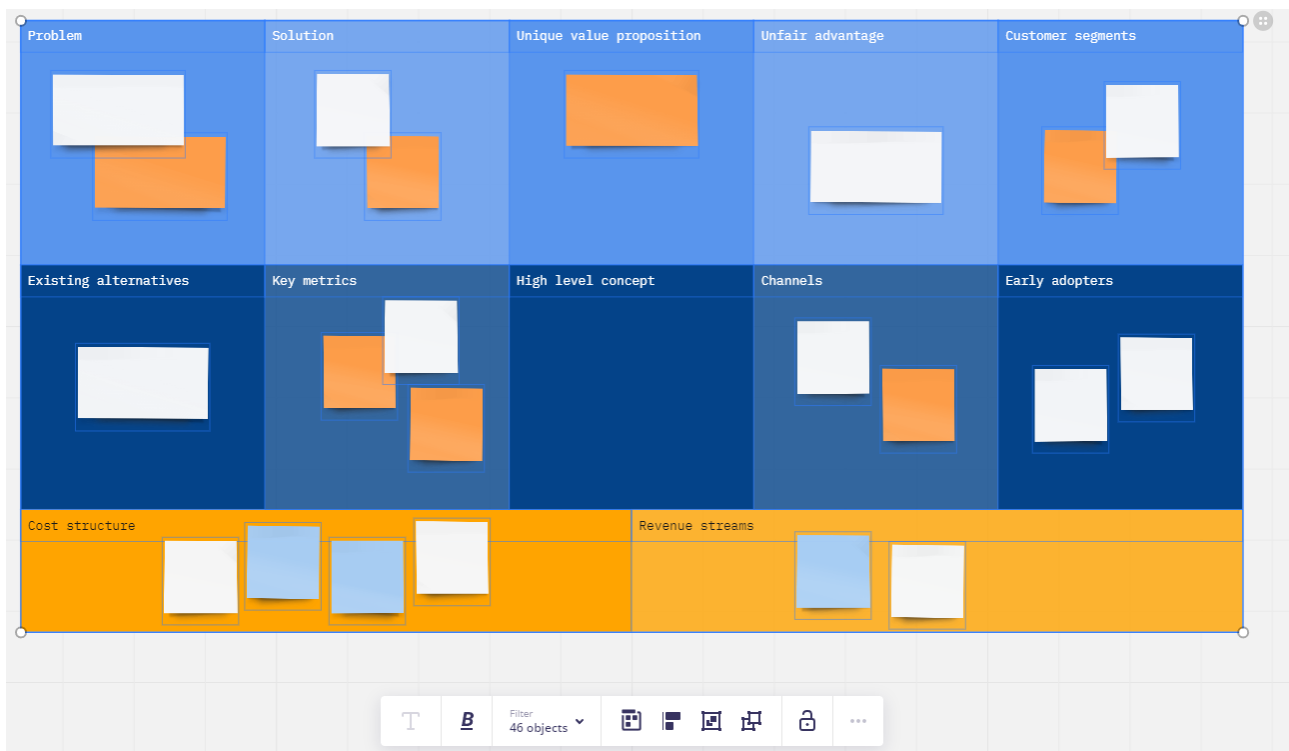 Problem
Solution
Unique value proposition
Unfair advantage
Customer segments
Existing alternatives
Key metrics
High level concept
Channels
Early adopters
Cost structure
Revenue streams
T
B
Filter
46 objects